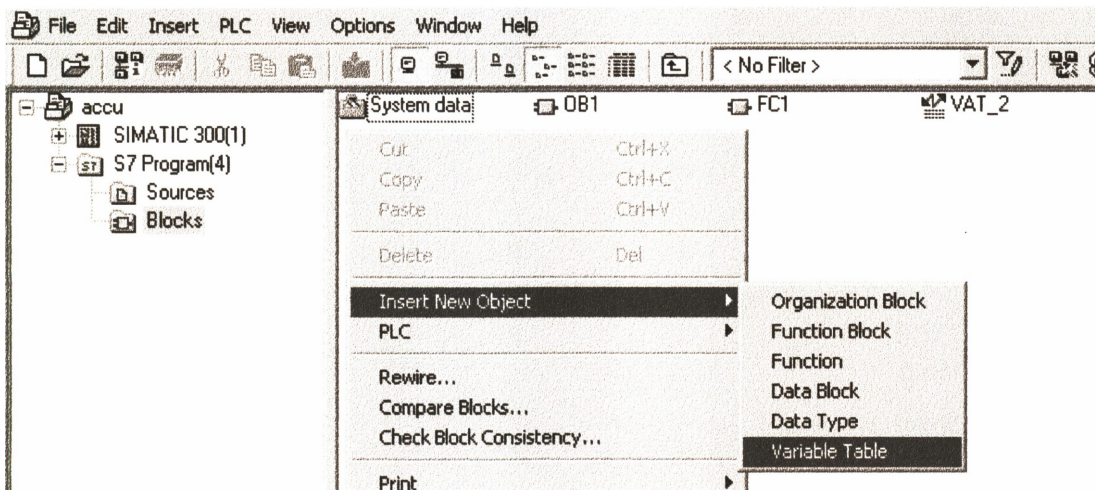 File Edit Insert PLC View Options Window Help
< No Filter >
accu
SIMATIC 300(1)
S7 Program(4)
Sources
Blocks
System data OB1 FC1 VAT_2
Cut Ctrl+X
Copy Ctrl+C
Paste Ctrl+V
Delete Del
Insert New Object
PLC
Rewire...
Compare Blocks...
Check Block Consistency...
Print
Organization Block
Function Block
Function
Data Block
Data Type
Variable Table